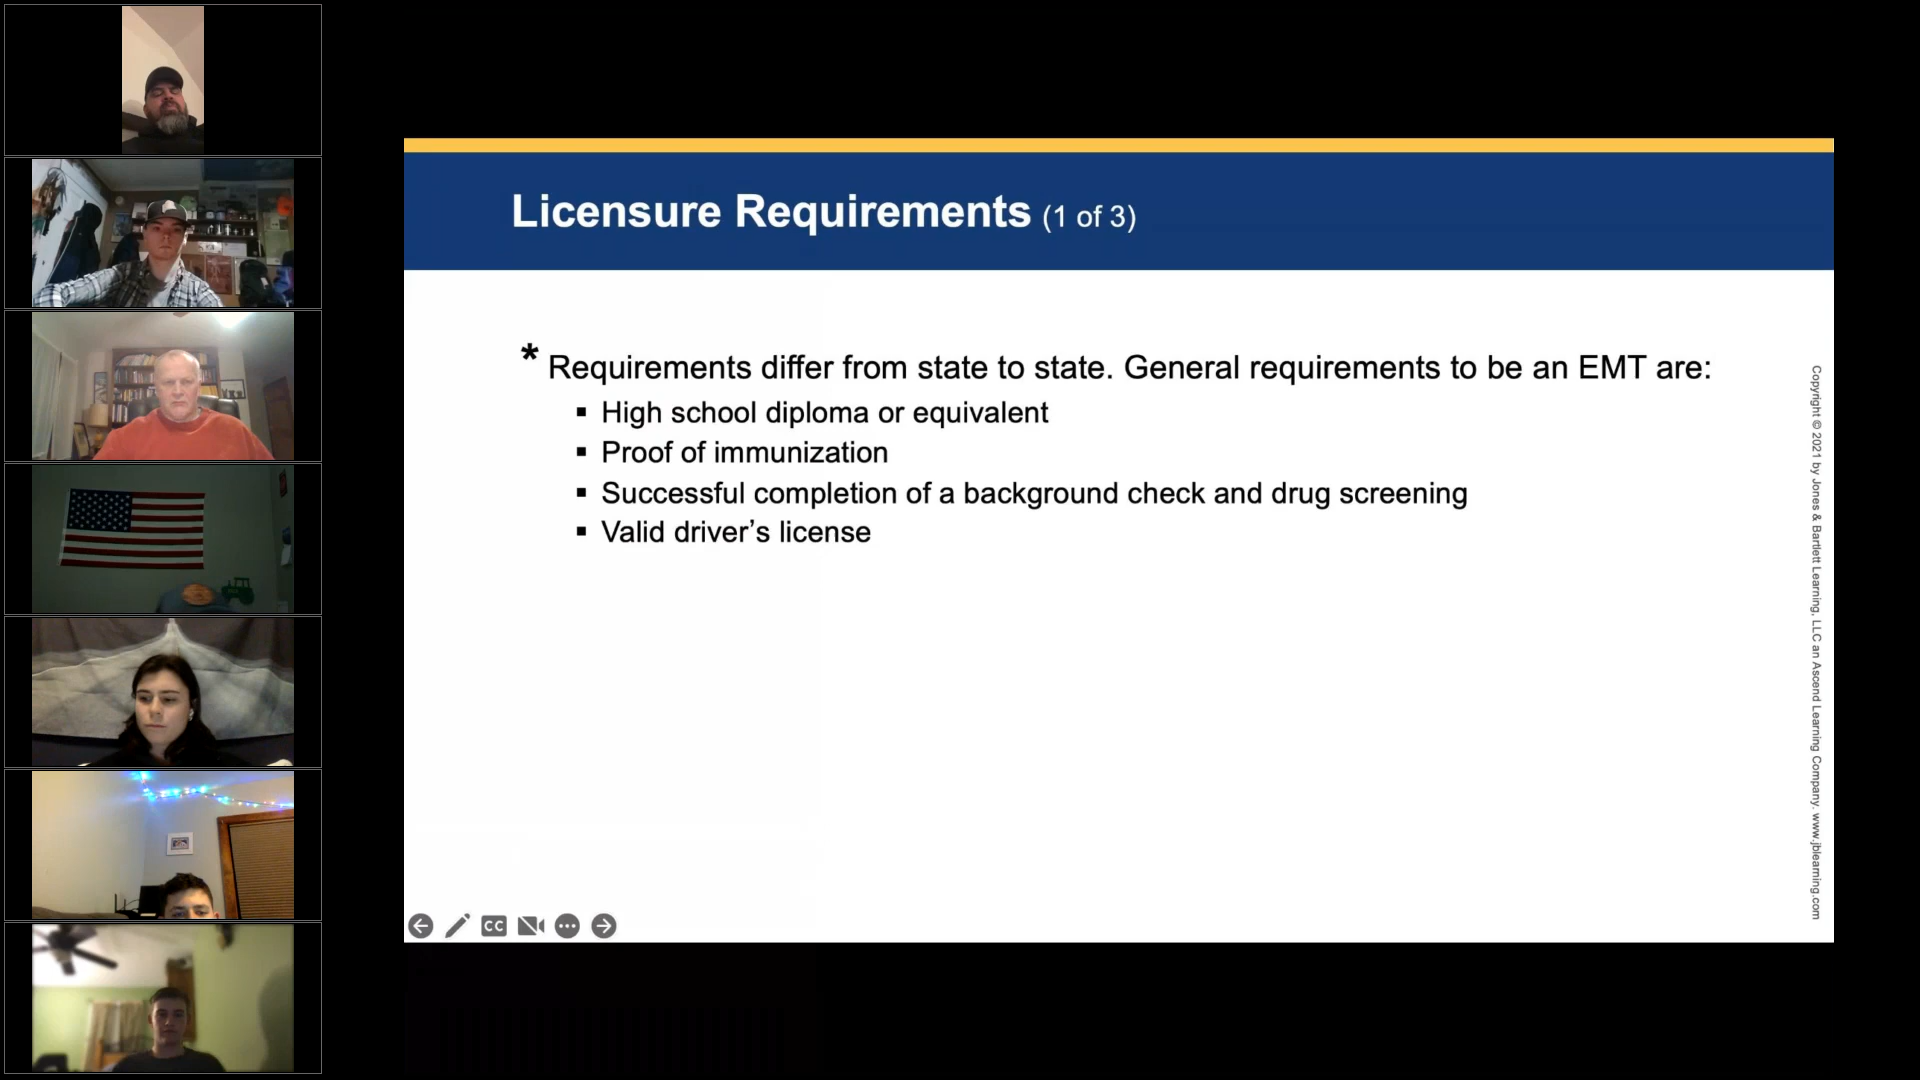 Licensure Requirements (1 of 3)
* Requirements differ from state to state. General requirements to be an EMT are:
▪ High school diploma or equivalent
▪ Proof of immunization
▪ Successful completion of a background check and drug screening
▪ Valid driver’s license
Copyright © 2021 by Jones & Bartlett Learning, LLC an Ascend Learning Company. www.jblearning.com
CC